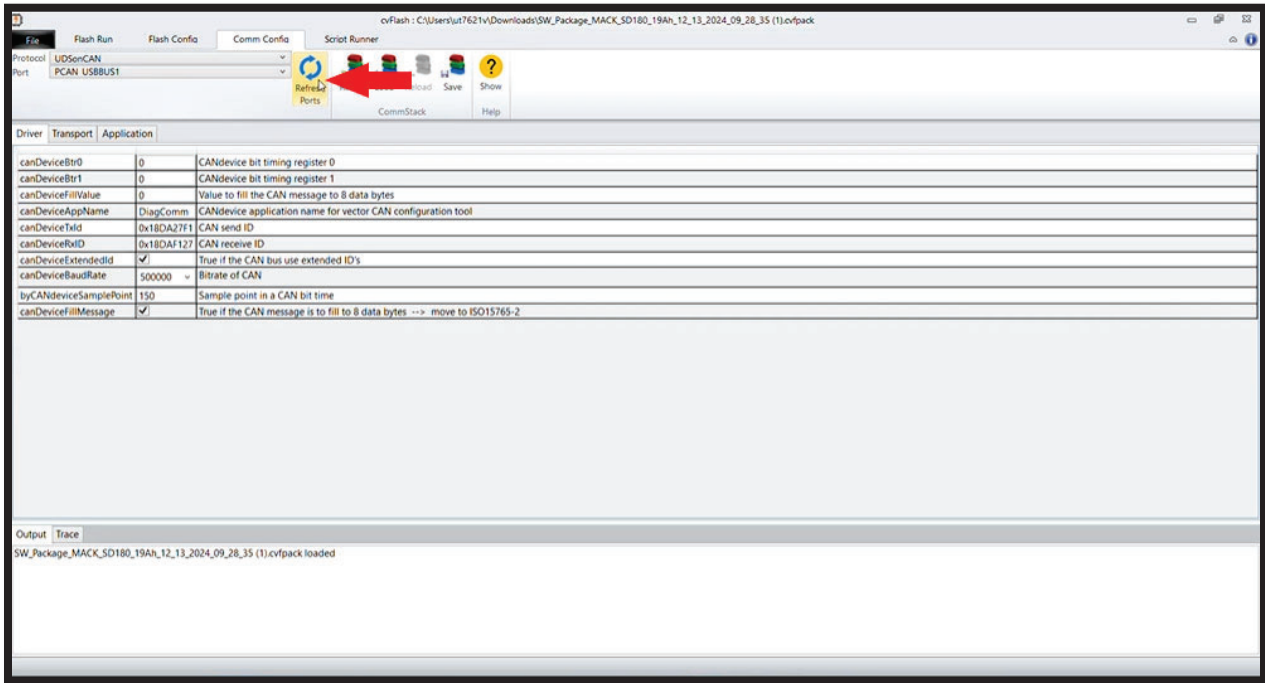 cvFlash : C:\Users\ut7621v\Downloads\SW_Package_MACK_SD180_19Ah_12_13_2024_09_28_35 (1).cvfpack
File Flash Run Flash Config Comm Config Script Runner
Protocol UDSonCAN
Port PCAN_USBBUS1
Refresh Ports
Save
Show
CommStack
Help
Driver Transport Application
canDeviceBtr0 0 CANdevice bit timing register 0
canDeviceBtr1 0 CANdevice bit timing register 1
canDeviceFillValue 0 Value to fill the CAN message to 8 data bytes
canDeviceAppName DiagComm CANdevice application name for vector CAN configuration tool
canDeviceTxId 0x18DA27F1 CAN send ID
canDeviceRxID 0x18DAF127 CAN receive ID
canDeviceExtendedId True if the CAN bus use extended ID's
canDeviceBaudRate 500000 Bitrate of CAN
byCANdeviceSamplePoint 150 Sample point in a CAN bit time
canDeviceFillMessage True if the CAN message is to fill to 8 data bytes --> move to ISO15765-2
Output Trace
SW_Package_MACK_SD180_19Ah_12_13_2024_09_28_35 (1).cvfpack loaded